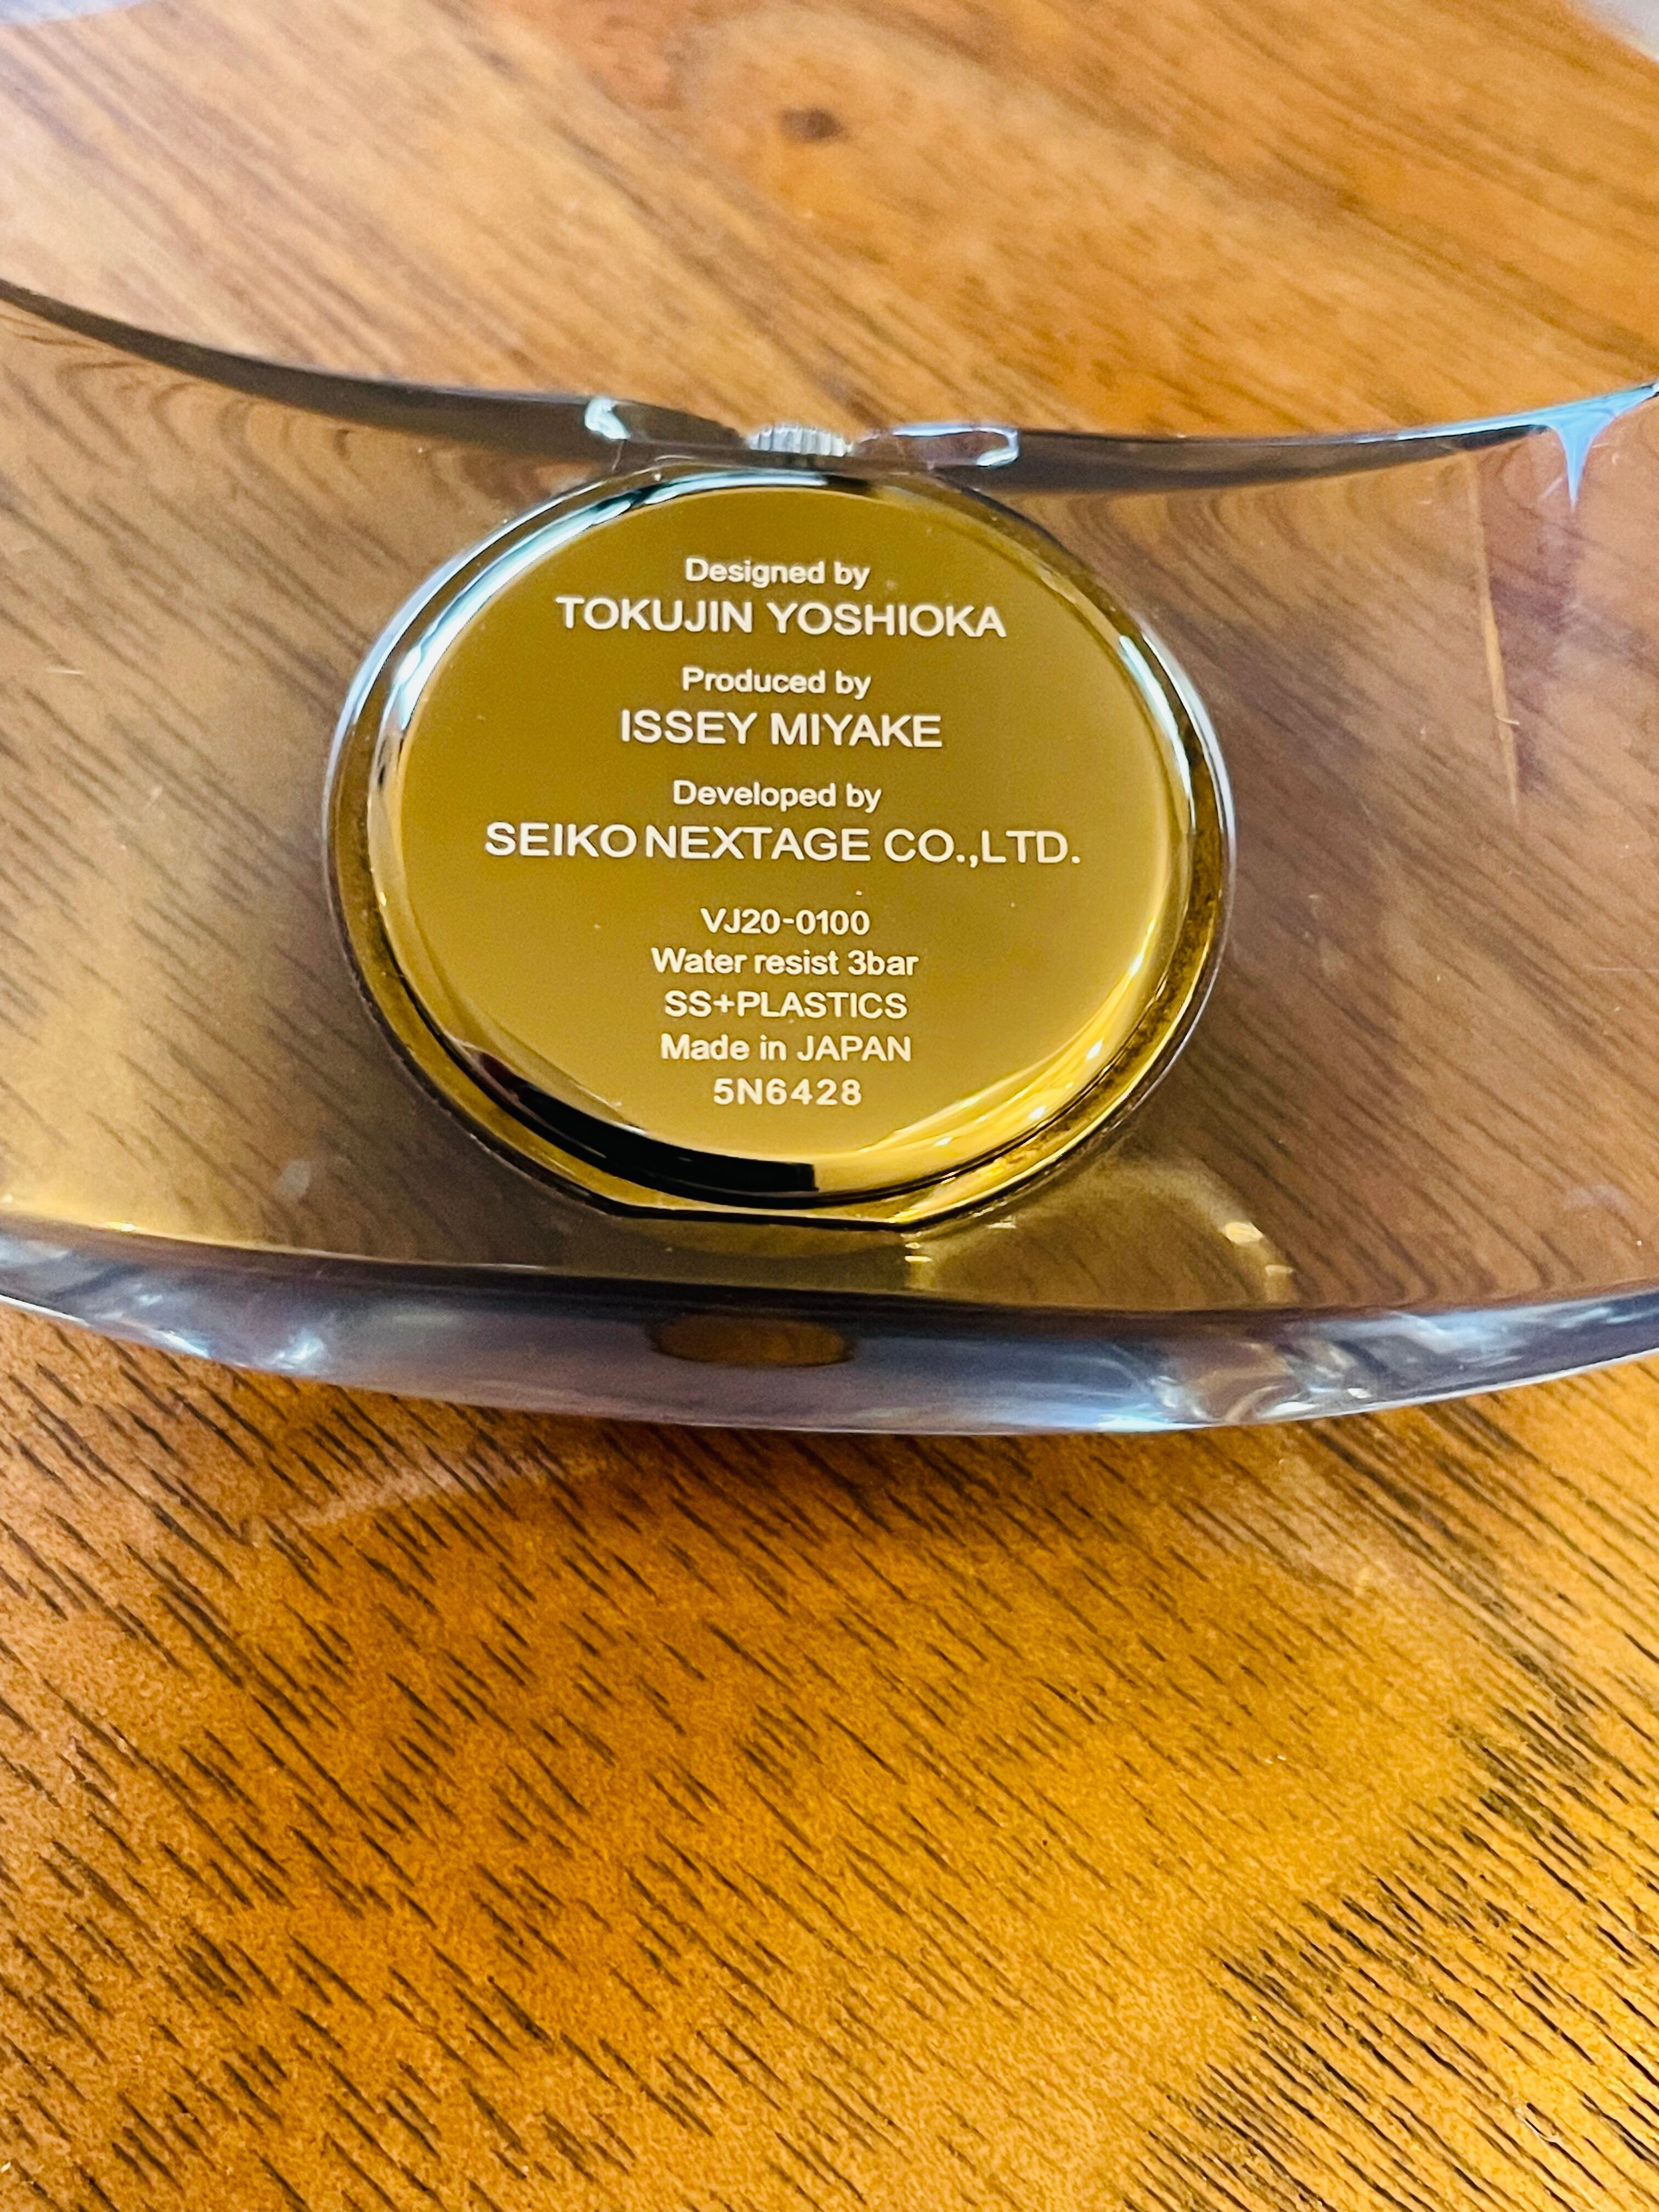 Designed by
TOKUJIN YOSHIOKA
Produced by
ISSEY MIYAKE
Developed by
SEIKO NEXTAGE CO.,LTD.
VJ20-0100
Water resist 3bar
SS+PLASTICS
Made in JAPAN
5N6428